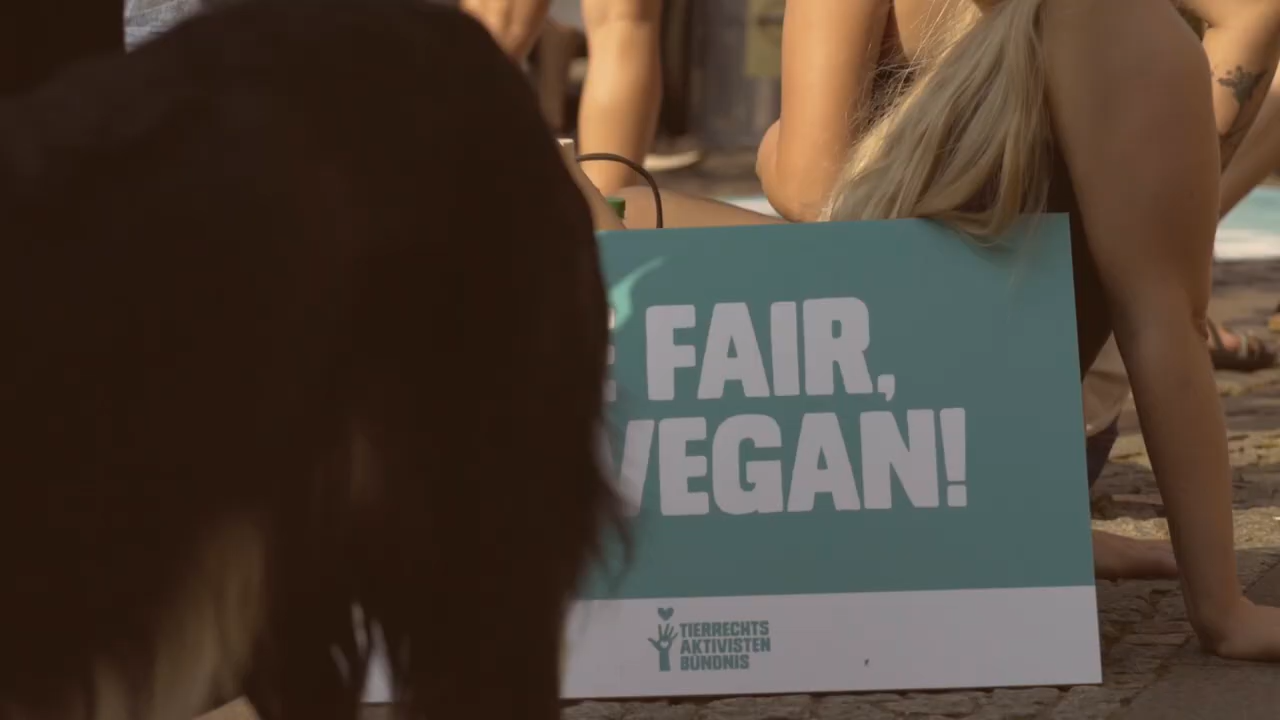 FAIR,
VEGAN!
TIERRECHTS
AKTIVISTEN
BÜNDNIS